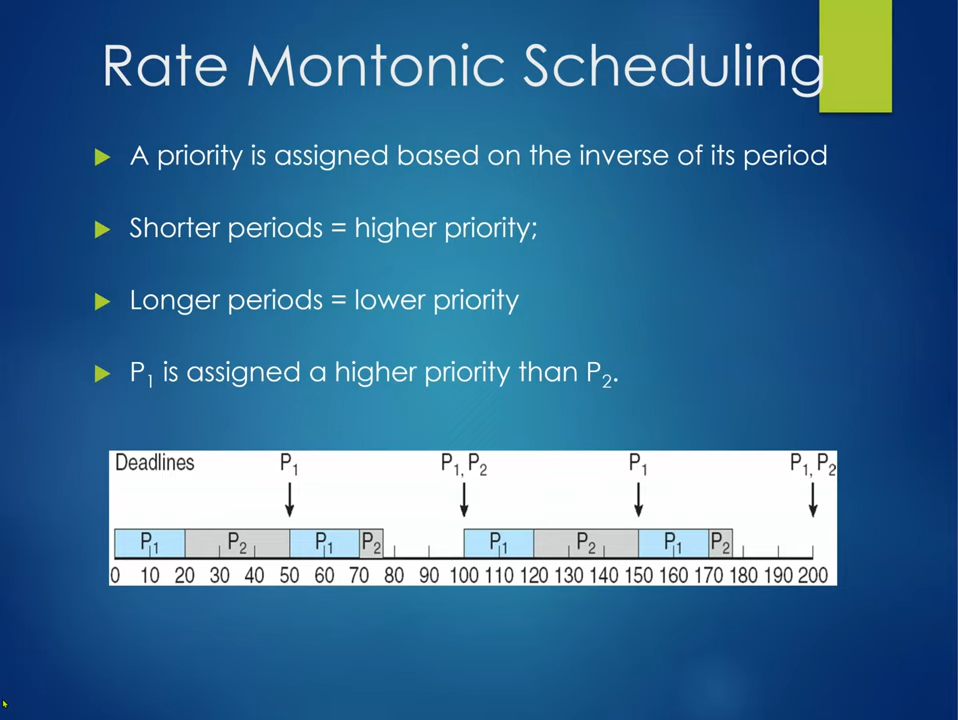 Rate Montonic Scheduling
A priority is assigned based on the inverse of its period
Shorter periods = higher priority;
Longer periods = lower priority
P1 is assigned a higher priority than P2.
Deadlines P1 P1, P2 P1 P1, P2
P1 P2 P1 P2 P1 P2 P1 P2
0 10 20 30 40 50 60 70 80 90 100 110 120 130 140 150 160 170 180 190 200